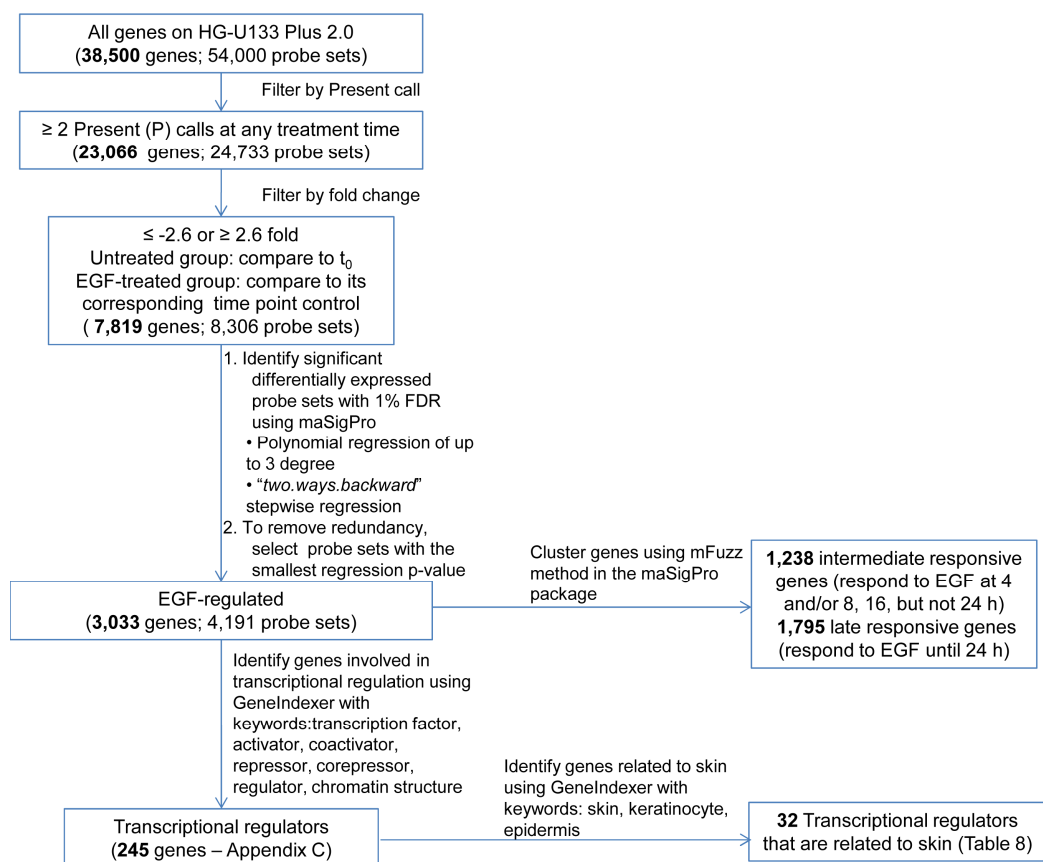 All genes on HG-U133 Plus 2.0
(38,500 genes; 54,000 probe sets)
Filter by Present call
≥ 2 Present (P) calls at any treatment time
(23,066 genes; 24,733 probe sets)
Filter by fold change
≤ -2.6 or ≥ 2.6 fold
Untreated group: compare to t0
EGF-treated group: compare to its
corresponding time point control
( 7,819 genes; 8,306 probe sets)
1. Identify significant
differentially expressed
probe sets with 1% FDR
using maSigPro
• Polynomial regression of up
to 3 degree
• “two.ways.backward”
stepwise regression
2. To remove redundancy,
select probe sets with the
smallest regression p-value
EGF-regulated
(3,033 genes; 4,191 probe sets)
Cluster genes using mFuzz
method in the maSigPro
package
1,238 intermediate responsive
genes (respond to EGF at 4
and/or 8, 16, but not 24 h)
1,795 late responsive genes
(respond to EGF until 24 h)
Identify genes involved in
transcriptional regulation using
GeneIndexer with
keywords:transcription factor,
activator, coactivator,
repressor, corepressor,
regulator, chromatin structure
Transcriptional regulators
(245 genes – Appendix C)
Identify genes related to skin
using GeneIndexer with
keywords: skin, keratinocyte,
epidermis
32 Transcriptional regulators
that are related to skin (Table 8)